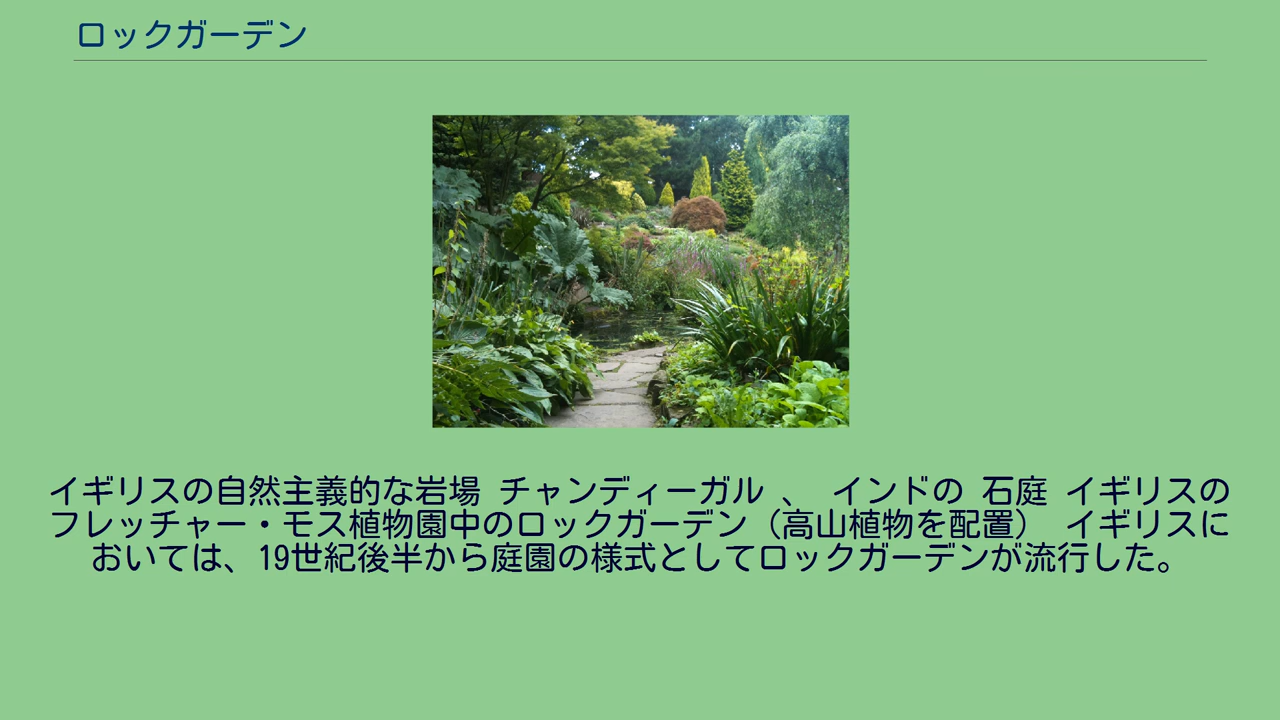 ロックガーデン
イギリスの自然主義的な岩場 チャンディーガル 、 インドの 石庭 イギリスの
フレッチャー・モス植物園中のロックガーデン（高山植物を配置） イギリスに
おいては、19世紀後半から庭園の様式としてロックガーデンが流行した。